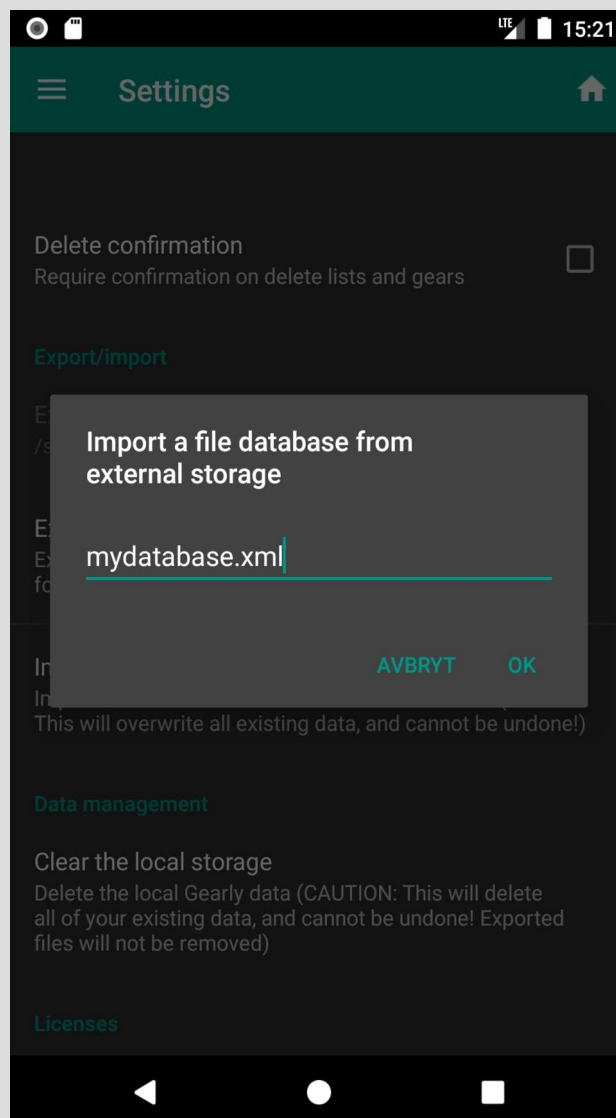 LTE 15:21
Settings
Delete confirmation
Require confirmation on delete lists and gears
Export/import
Import a file database from
external storage
mydatabase.xml
AVBRYT OK
This will overwrite all existing data, and cannot be undone!)
Data management
Clear the local storage
Delete the local Gearly data (CAUTION: This will delete
all of your existing data, and cannot be undone! Exported
files will not be removed)
Licenses